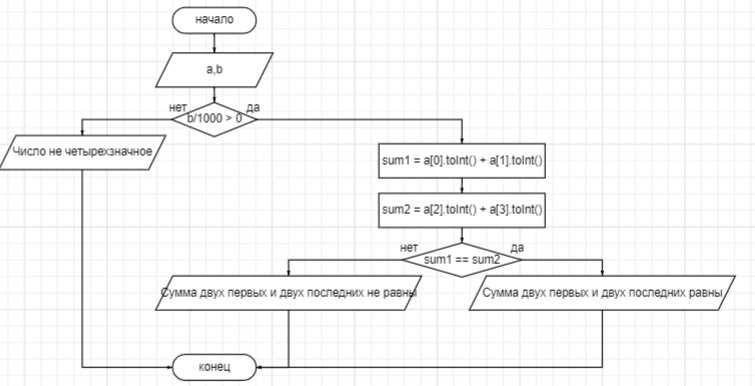 начало
a,b
нет
да
b/1000 > 0
Число не четырехзначное
sum1 = a[0].toInt() + a[1].toInt()
sum2 = a[2].toInt() + a[3].toInt()
нет
да
sum1 == sum2
Сумма двух первых и двух последних не равны
Сумма двух первых и двух последних равны
конец